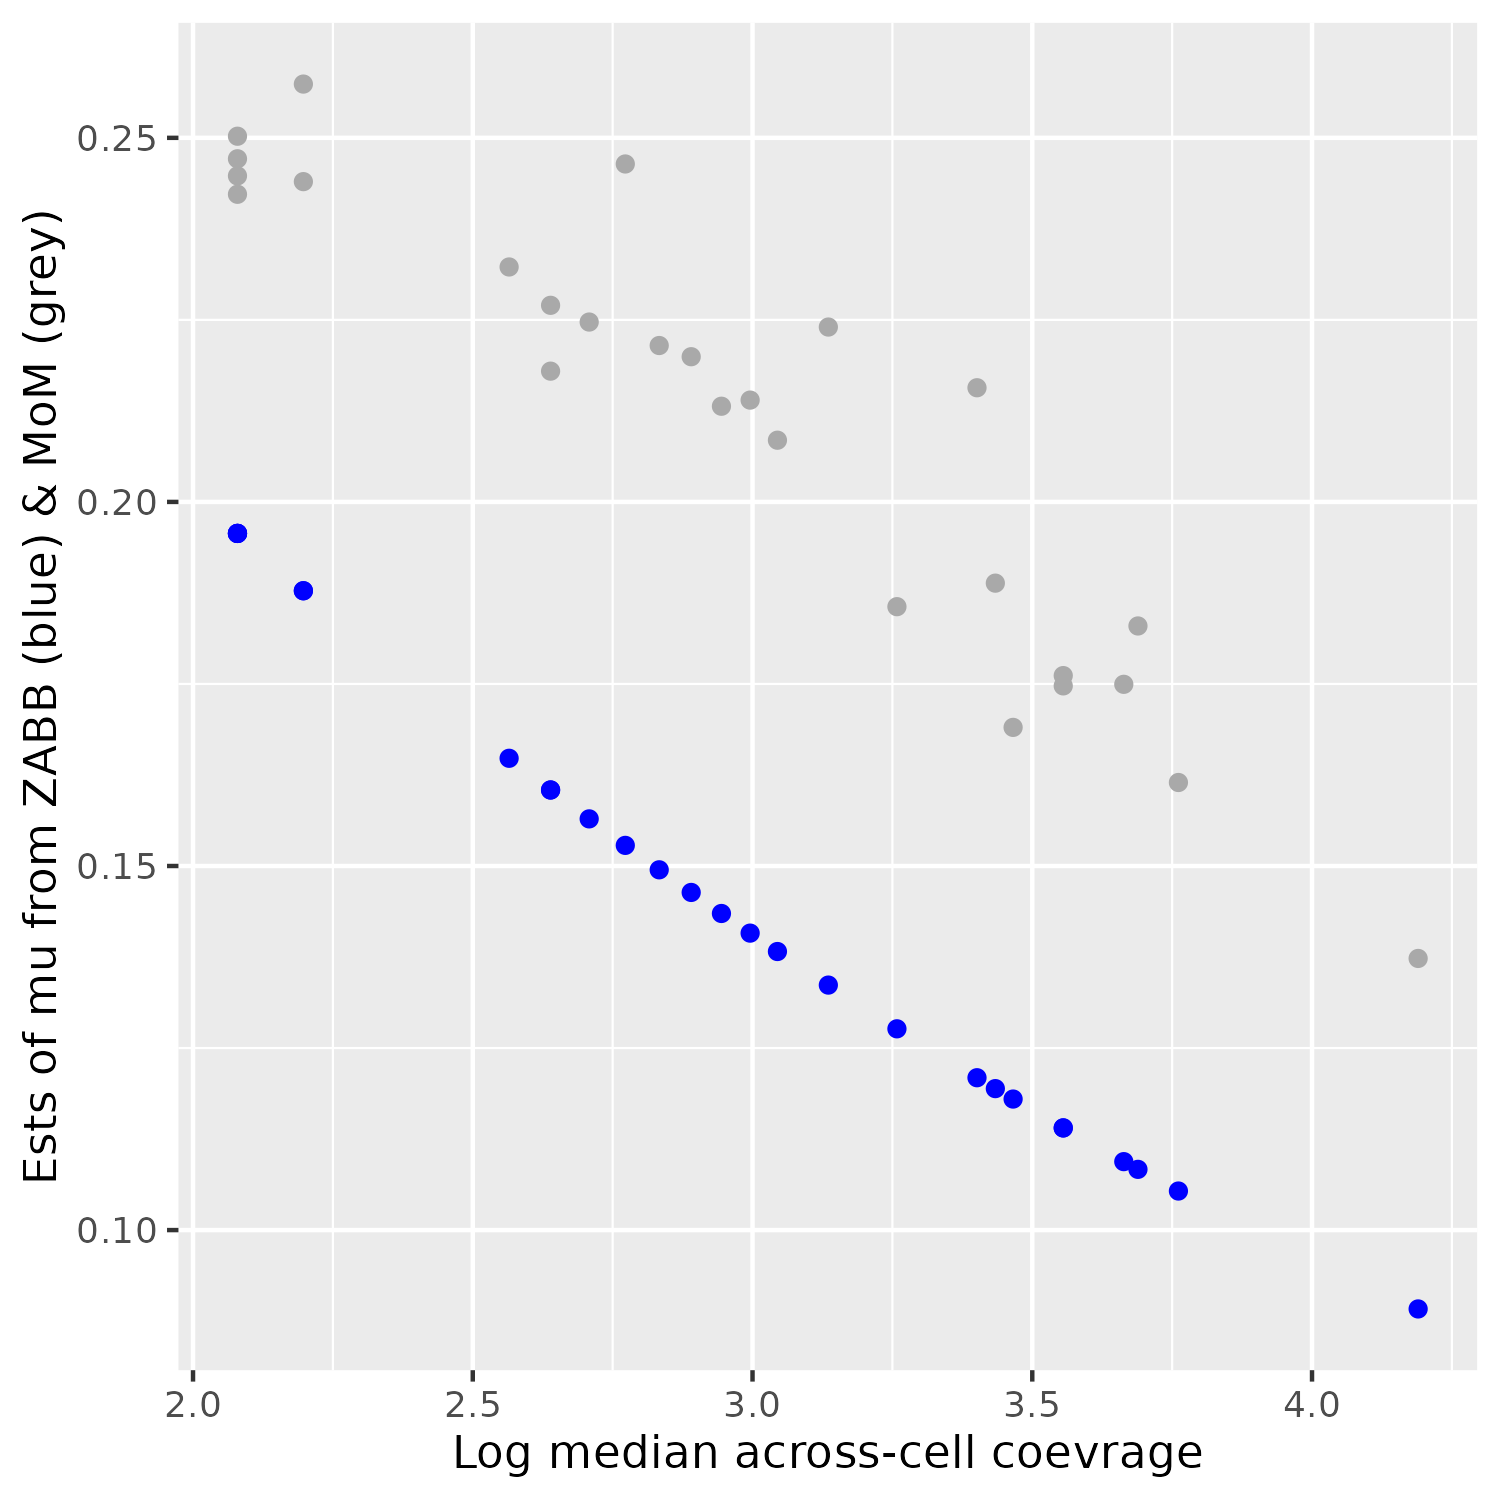 Ests of mu from ZABB (blue) & MoM (grey)
0.25
0.20
0.15
0.10
2.0 2.5 3.0 3.5 4.0
Log median across-cell coevrage